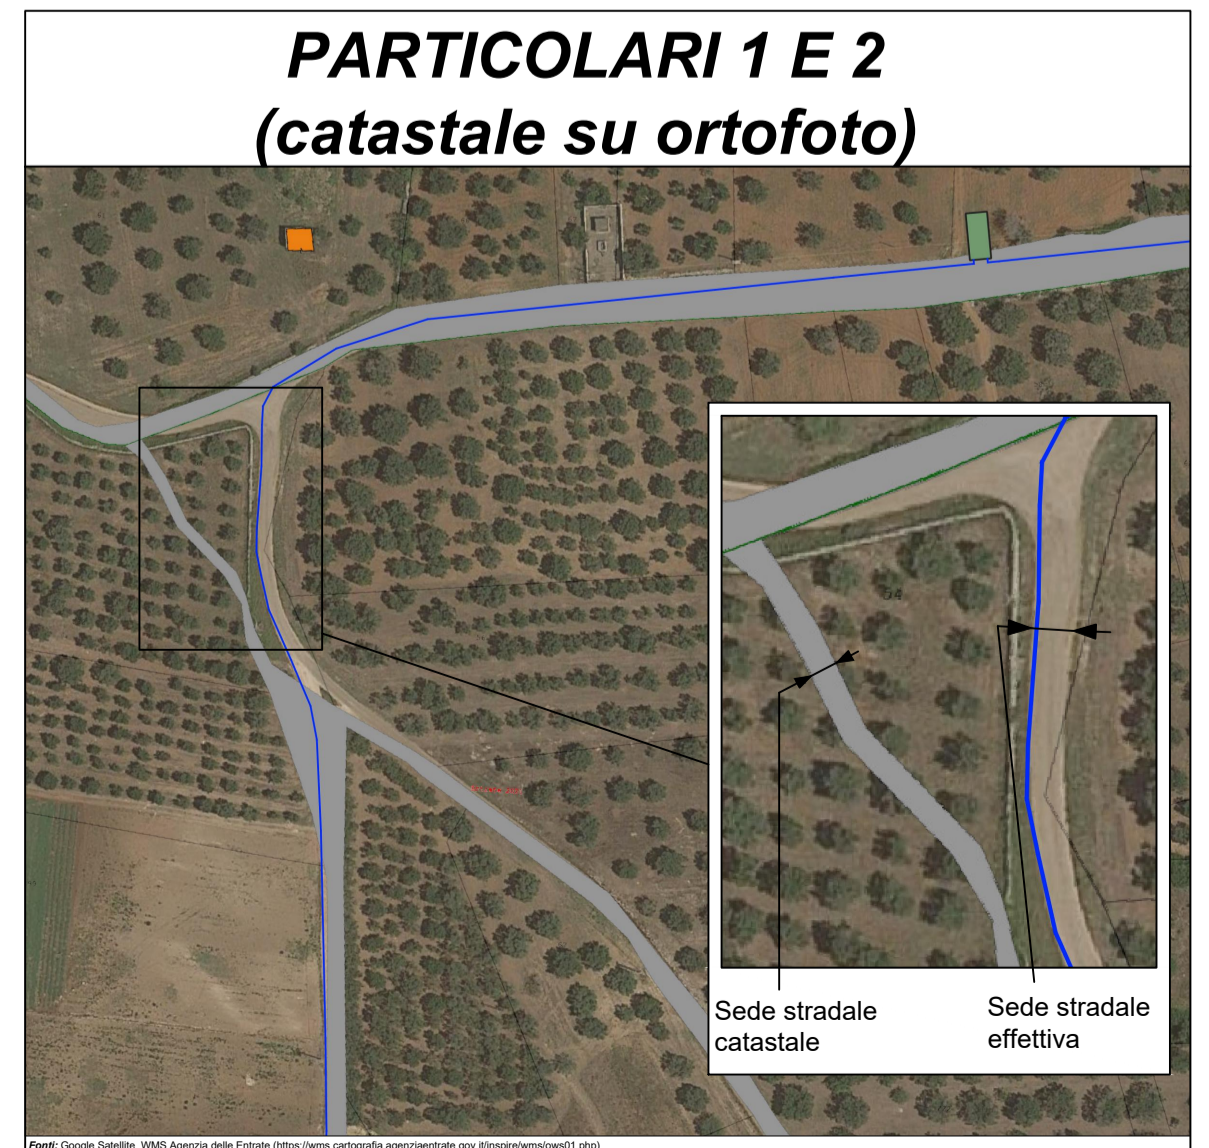 PARTICOLARI 1 E 2
(catastale su ortofoto)
54
Sede stradale
catastale
Sede stradale
effettiva
Fonti: Google Satellite, WMS Agenzia delle Entrate (https://wms.cartografia.agenziaentrate.gov.it/inspire/wms/ows01.php)